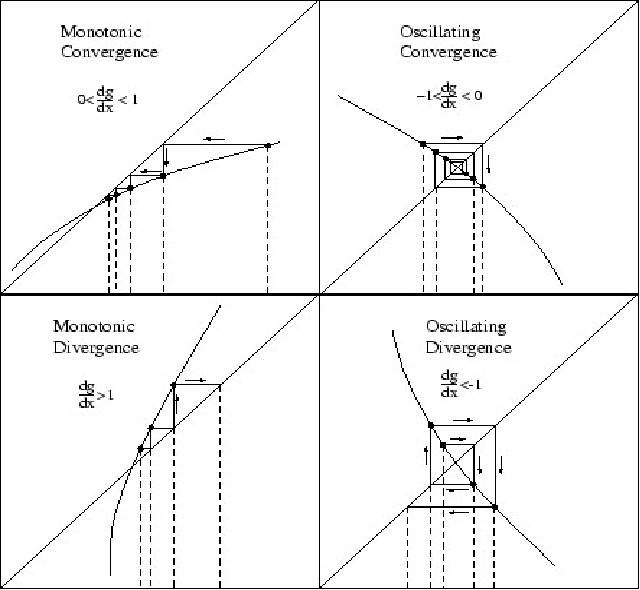 Monotonic
Convergence
0<dg/dx<1
Oscillating
Convergence
-1<dg/dx<0
Monotonic
Divergence
dg/dx>1
Oscillating
Divergence
dg/dx<-1